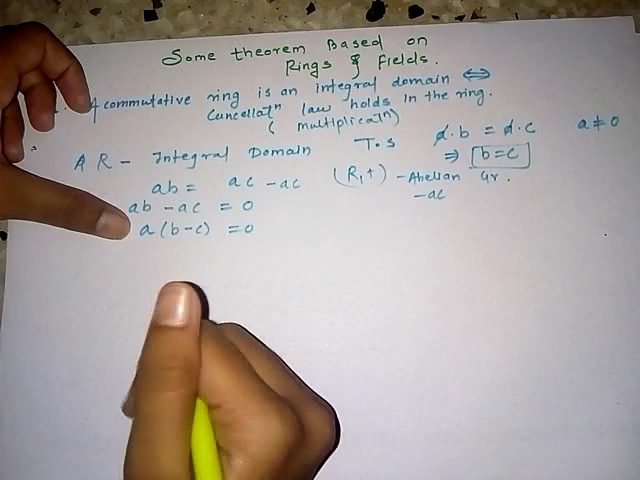 Some theorem Based on
Rings & Fields.
A commutative ring is an integral domain ⇔
Cancellatⁿ law holds in the ring.
( multiplicatⁿ)
A R - Integral Domain T.S a.b = a.c a ≠ 0
⇒ b=c
ab = ac -ac (R,+) - Abelian Gr.
ab - ac = 0 -ac
a (b-c) = 0